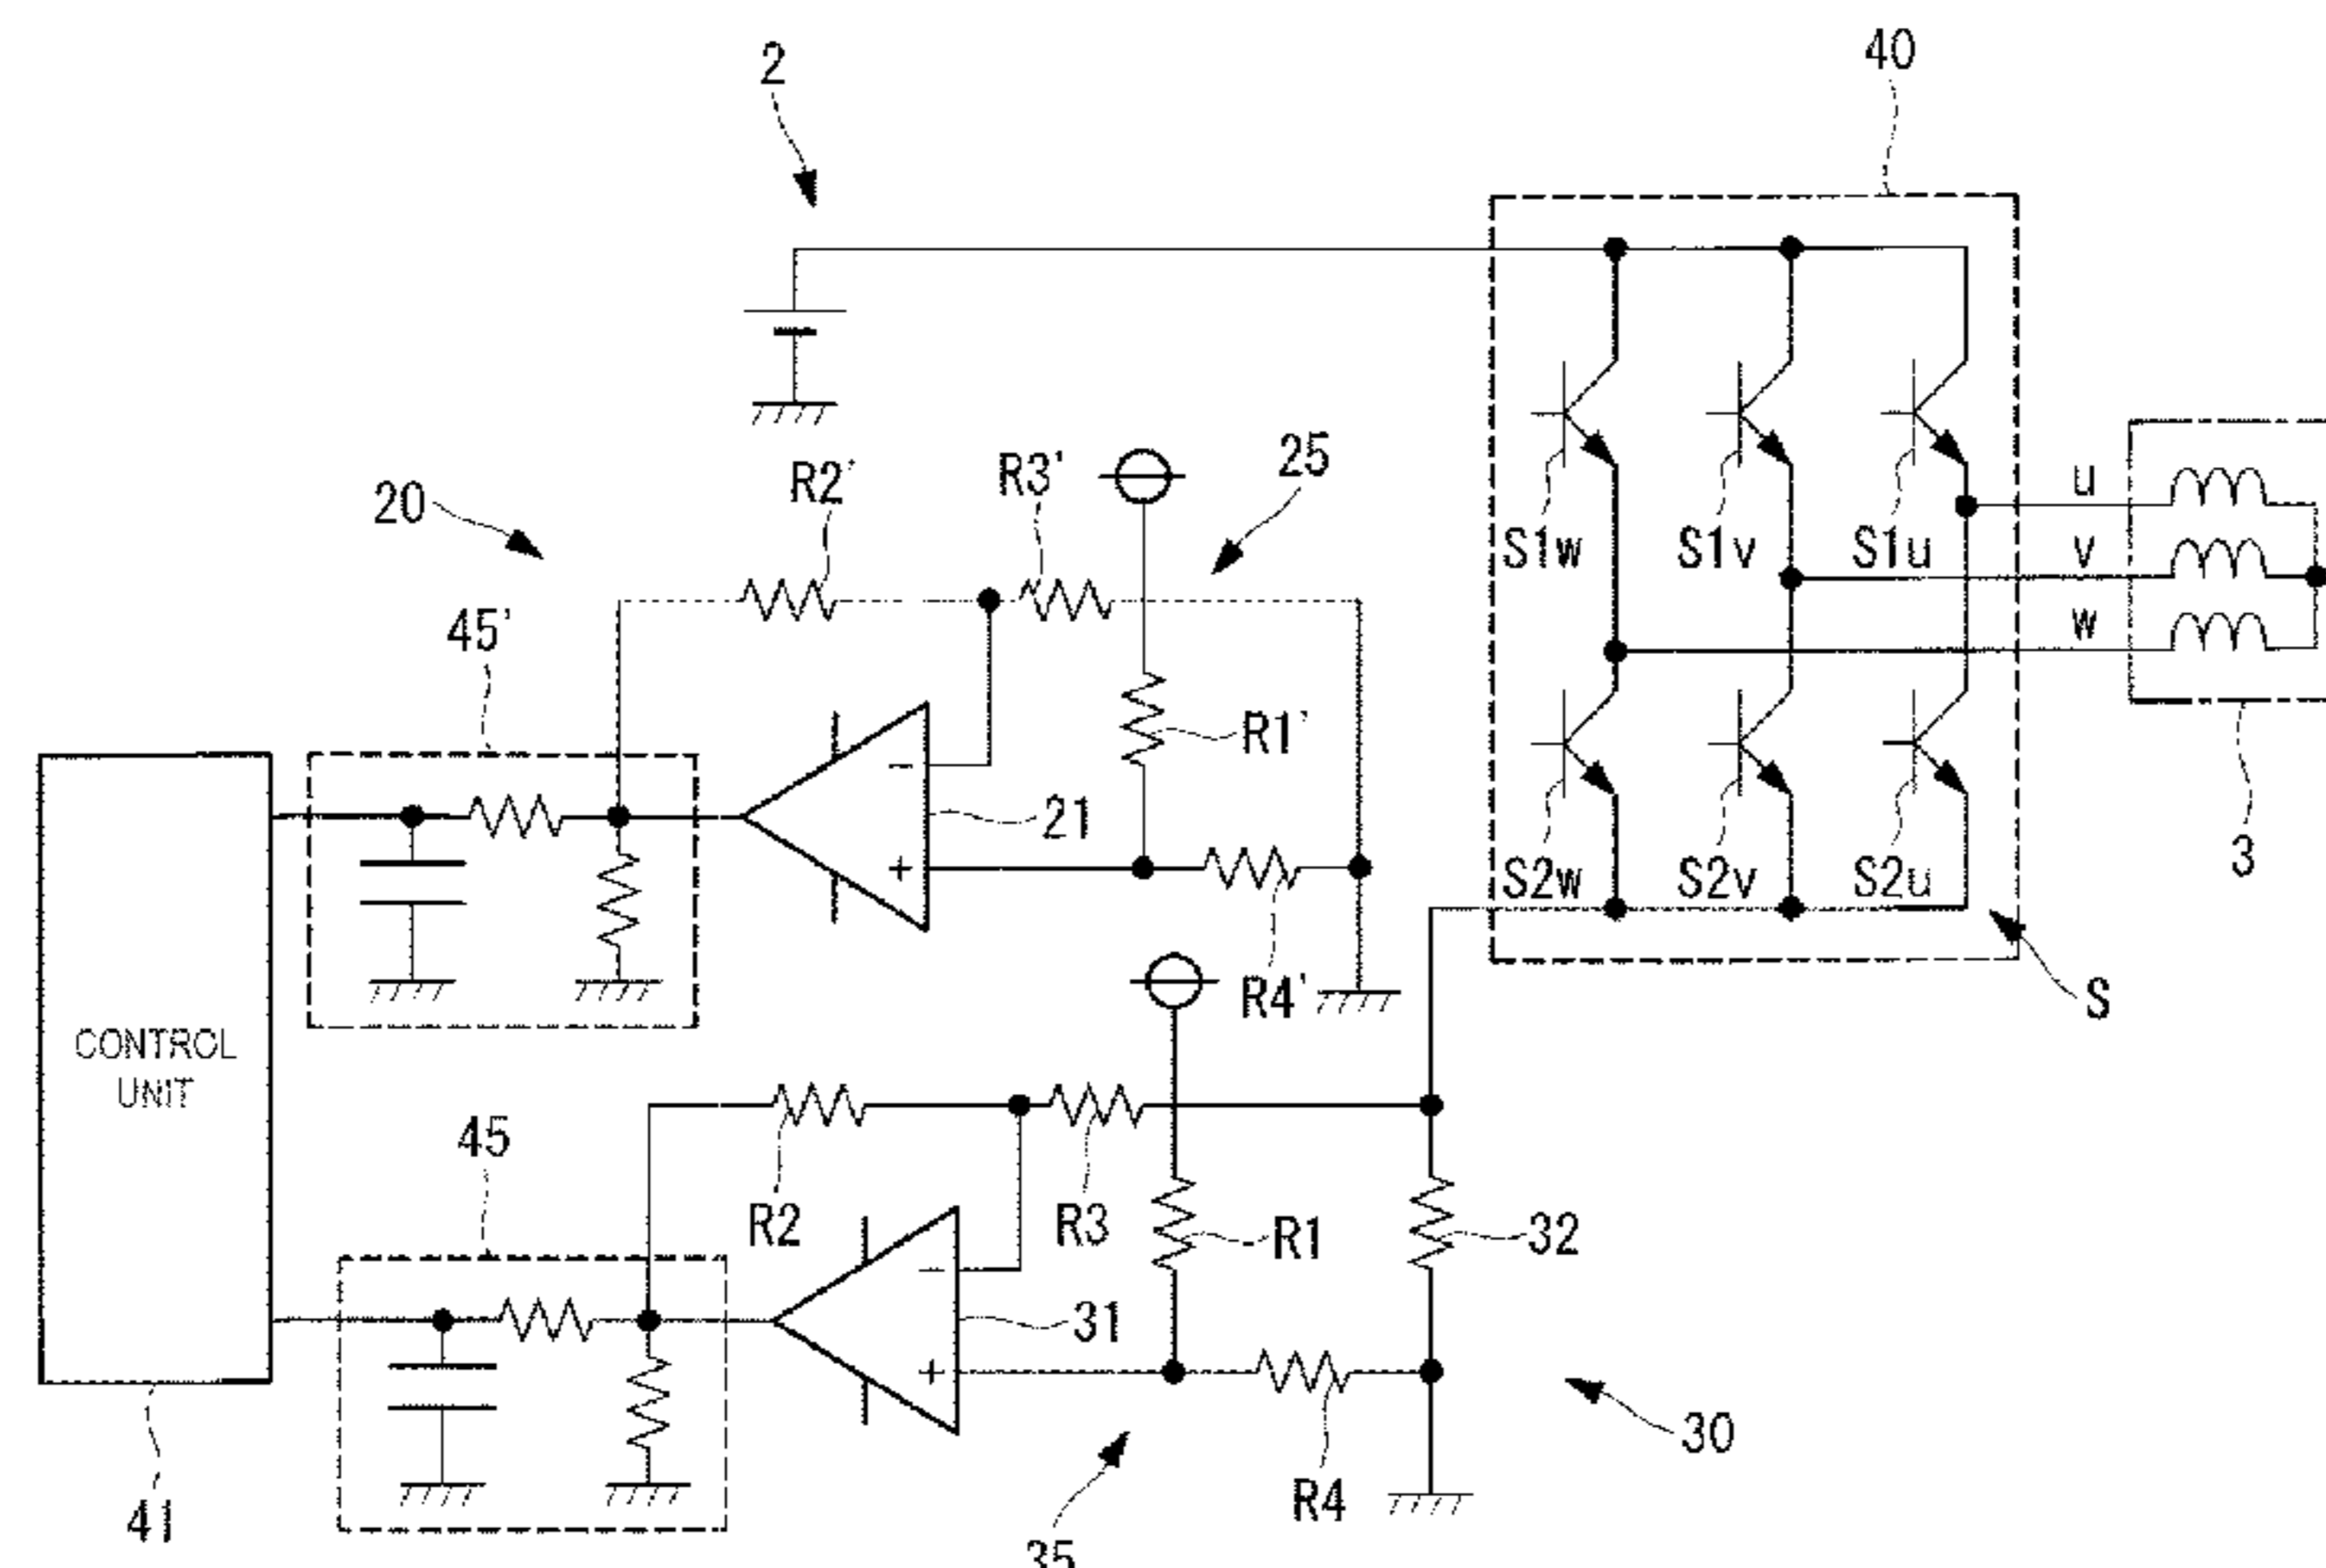 2
40
R2'
R3'
25
20
45'
S1w
S1v
S1u
u
v
w
R1'
3
−
21
+
S2w
S2v
S2u
R4'
S
CONTROL
UNIT
45
R2
R3
R1
32
−
31
+
30
41
R4
35